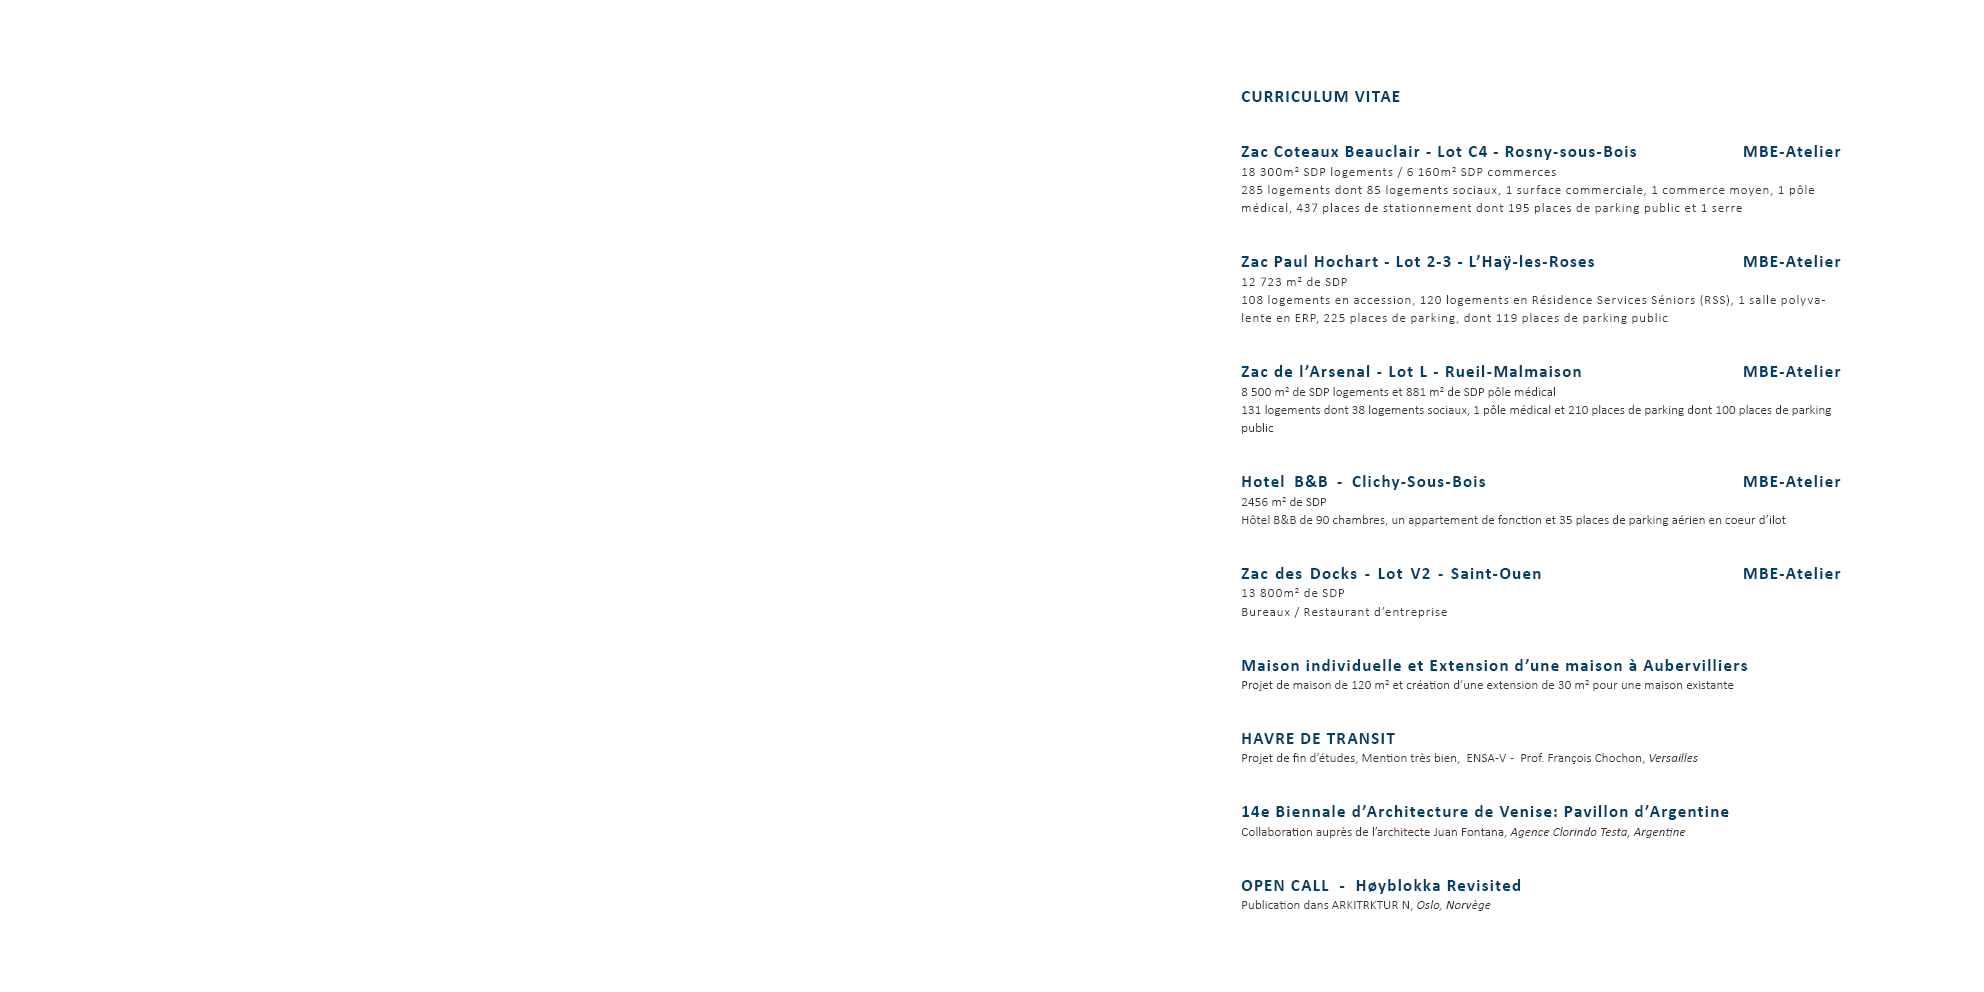 CURRICULUM VITAE
Zac Coteaux Beauclair - Lot C4 - Rosny-sous-Bois MBE-Atelier
18 300m² SDP logements / 6 160m² SDP commerces
285 logements dont 85 logements sociaux, 1 surface commerciale, 1 commerce moyen, 1 pôle
médical, 437 places de stationnement dont 195 places de parking public et 1 serre
Zac Paul Hochart - Lot 2-3 - L’Haÿ-les-Roses MBE-Atelier
12 723 m² de SDP
108 logements en accession, 120 logements en Résidence Services Séniors (RSS), 1 salle polyva-
lente en ERP, 225 places de parking, dont 119 places de parking public
Zac de l’Arsenal - Lot L - Rueil-Malmaison MBE-Atelier
8 500 m² de SDP logements et 881 m² de SDP pôle médical
131 logements dont 38 logements sociaux, 1 pôle médical et 210 places de parking dont 100 places de parking
public
Hotel B&B - Clichy-Sous-Bois MBE-Atelier
2456 m² de SDP
Hôtel B&B de 90 chambres, un appartement de fonction et 35 places de parking aérien en coeur d’ilot
Zac des Docks - Lot V2 - Saint-Ouen MBE-Atelier
13 800m² de SDP
Bureaux / Restaurant d’entreprise
Maison individuelle et Extension d’une maison à Aubervilliers
Projet de maison de 120 m² et création d’une extension de 30 m² pour une maison existante
HAVRE DE TRANSIT
Projet de fin d’études, Mention très bien, ENSA-V - Prof. François Chochon, Versailles
14e Biennale d’Architecture de Venise: Pavillon d’Argentine
Collaboration auprès de l’architecte Juan Fontana, Agence Clorindo Testa, Argentine
OPEN CALL - Høyblokka Revisited
Publication dans ARKITRKTUR N, Oslo, Norvège